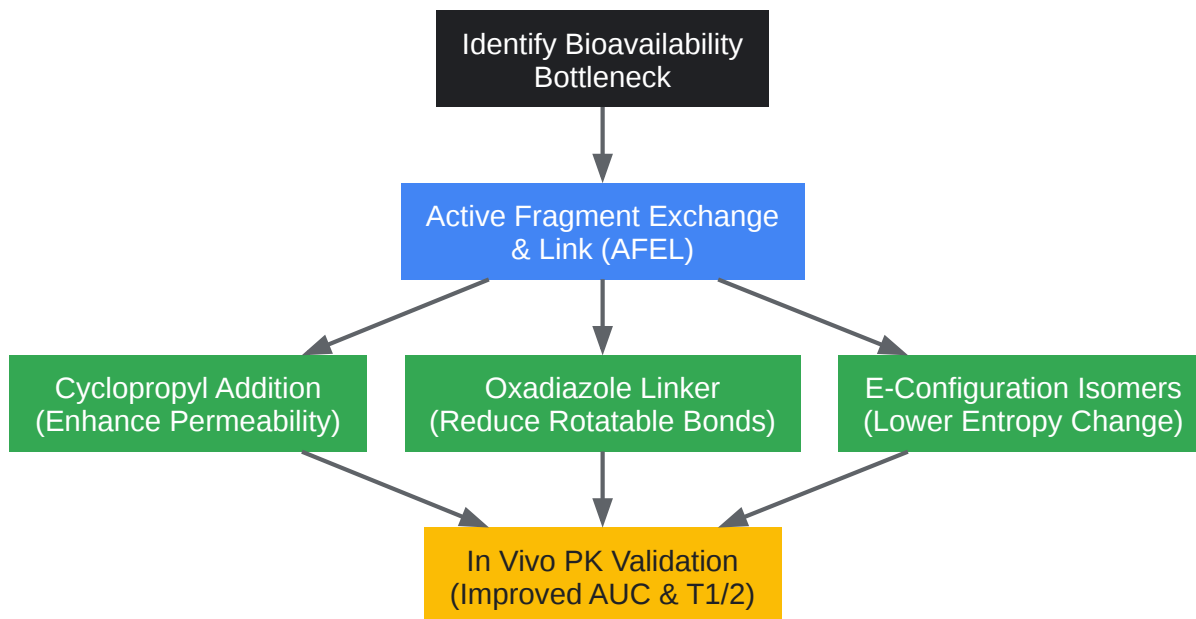 Identify Bioavailability
Bottleneck
Active Fragment Exchange
& Link (AFEL)
Cyclopropyl Addition
(Enhance Permeability)
Oxadiazole Linker
(Reduce Rotatable Bonds)
E-Configuration Isomers
(Lower Entropy Change)
In Vivo PK Validation
(Improved AUC & T1/2)